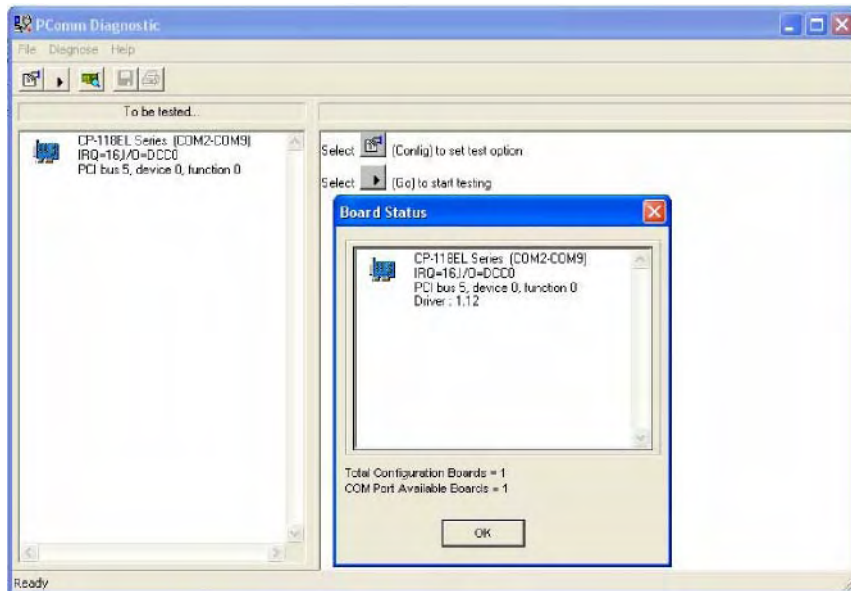 PComm Diagnostic
File Diagnose Help
To be tested...
CP-118EL Series (COM2-COM9)
IRQ=16,I/O=DCC0
PCI bus 5, device 0, function 0
Select (Config) to set test option
Select (Go) to start testing
Board Status
CP-118EL Series (COM2-COM9)
IRQ=16,I/O=DCC0
PCI bus 5, device 0, function 0
Driver : 1.12
Total Configuration Boards = 1
COM Port Available Boards = 1
OK
Ready